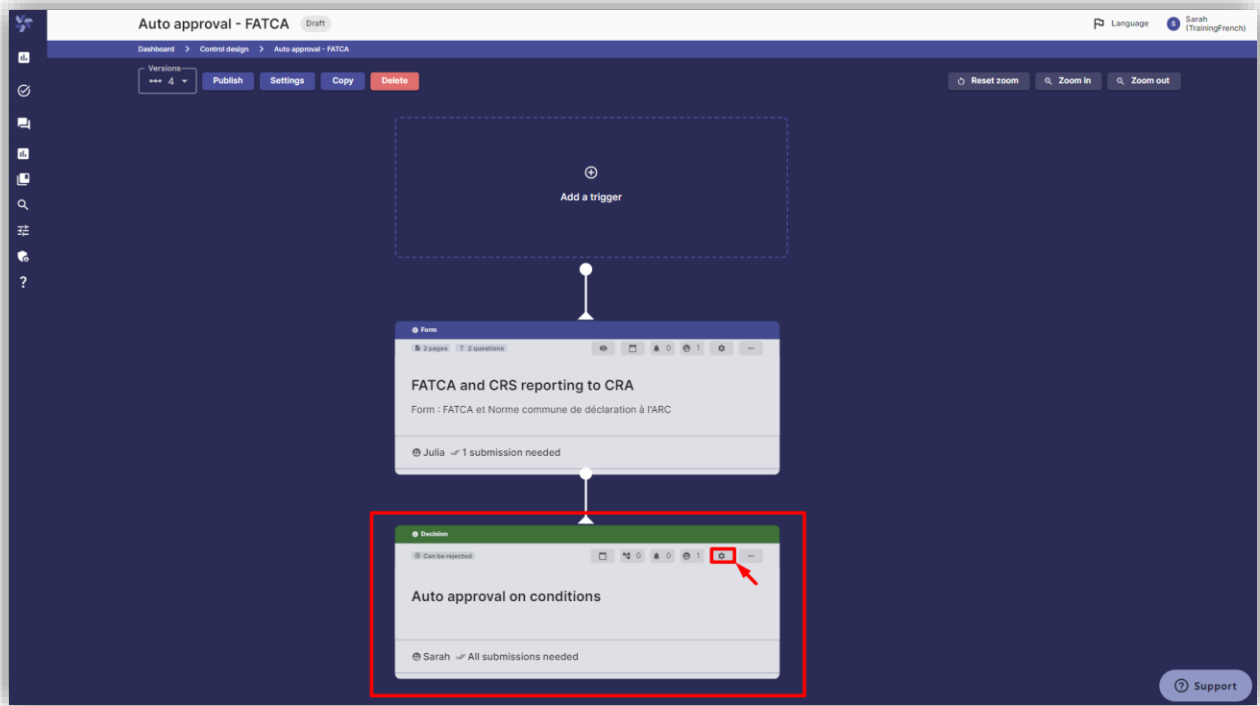 Auto approval - FATCA Draft
Language
S
Sarah
(TrainingFrench)
Dashboard > Control design > Auto approval - FATCA
Versions
4 Publish Settings Copy Delete
Reset zoom Zoom in Zoom out
Add a trigger
Form
2 pages ? 2 questions 0 1
FATCA and CRS reporting to CRA
Form : FATCA et Norme commune de déclaration à l'ARC
Julia 1 submission needed
Decision
Can be rejected 0 0 1
Auto approval on conditions
Sarah All submissions needed
? Support